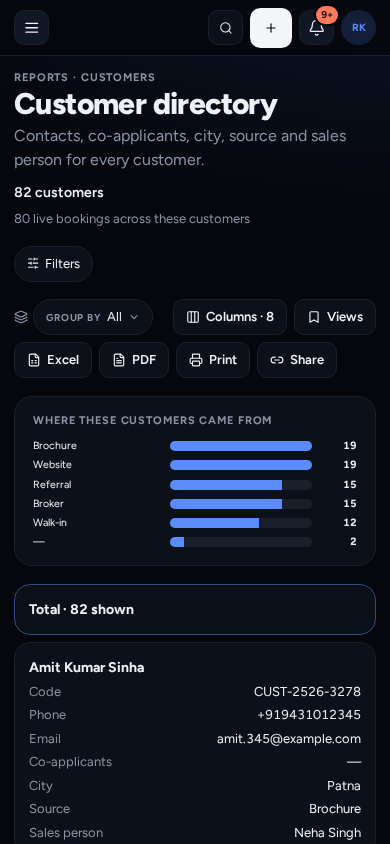 9+
RK
REPORTS · CUSTOMERS
Customer directory
Contacts, co-applicants, city, source and sales
person for every customer.
82 customers
80 live bookings across these customers
Filters
GROUP BY All
Columns · 8
Views
Excel
PDF
Print
Share
WHERE THESE CUSTOMERS CAME FROM
Brochure 19
Website 19
Referral 15
Broker 15
Walk-in 12
— 2
Total · 82 shown
Amit Kumar Sinha
Code CUST-2526-3278
Phone +919431012345
Email amit.345@example.com
Co-applicants —
City Patna
Source Brochure
Sales person Neha Singh